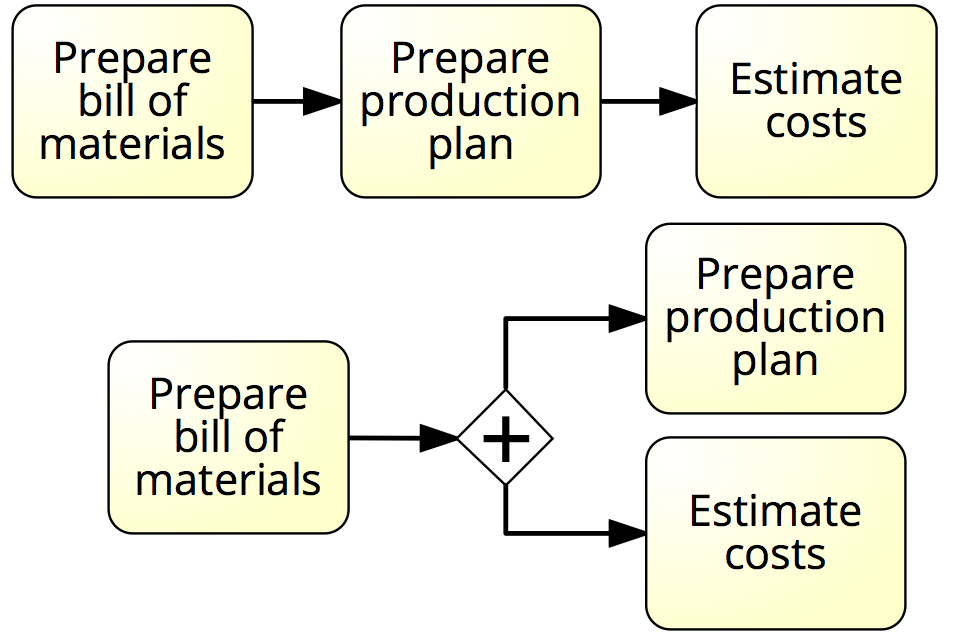 Prepare
bill of
materials
Prepare
production
plan
Estimate
costs
Prepare
bill of
materials
Prepare
production
plan
Estimate
costs